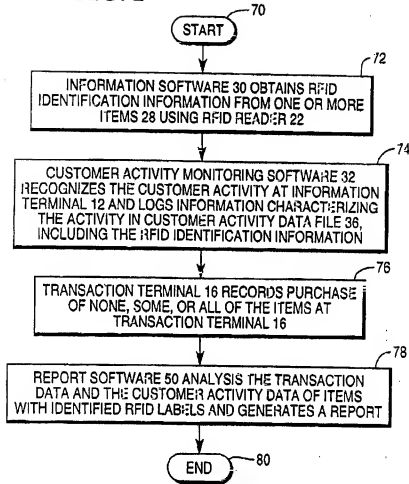 70
START
72
INFORMATION SOFTWARE 30 OBTAINS RFID
IDENTIFICATION INFORMATION FROM ONE OR MORE
ITEMS 28 USING RFID READER 22
74
CUSTOMER ACTIVITY MONITORING SOFTWARE 32
RECOGNIZES THE CUSTOMER ACTIVITY AT INFORMATION
TERMINAL 12 AND LOGS INFORMATION CHARACTERIZING
THE ACTIVITY IN CUSTOMER ACTIVITY DATA FILE 36,
INCLUDING THE RFID IDENTIFICATION INFORMATION
76
TRANSACTION TERMINAL 16 RECORDS PURCHASE
OF NONE, SOME, OR ALL OF THE ITEMS AT
TRANSACTION TERMINAL 16
78
REPORT SOFTWARE 50 ANALYSIS THE TRANSACTION
DATA AND THE CUSTOMER ACTIVITY DATA OF ITEMS
WITH IDENTIFIED RFID LABELS AND GENERATES A REPORT
END
80